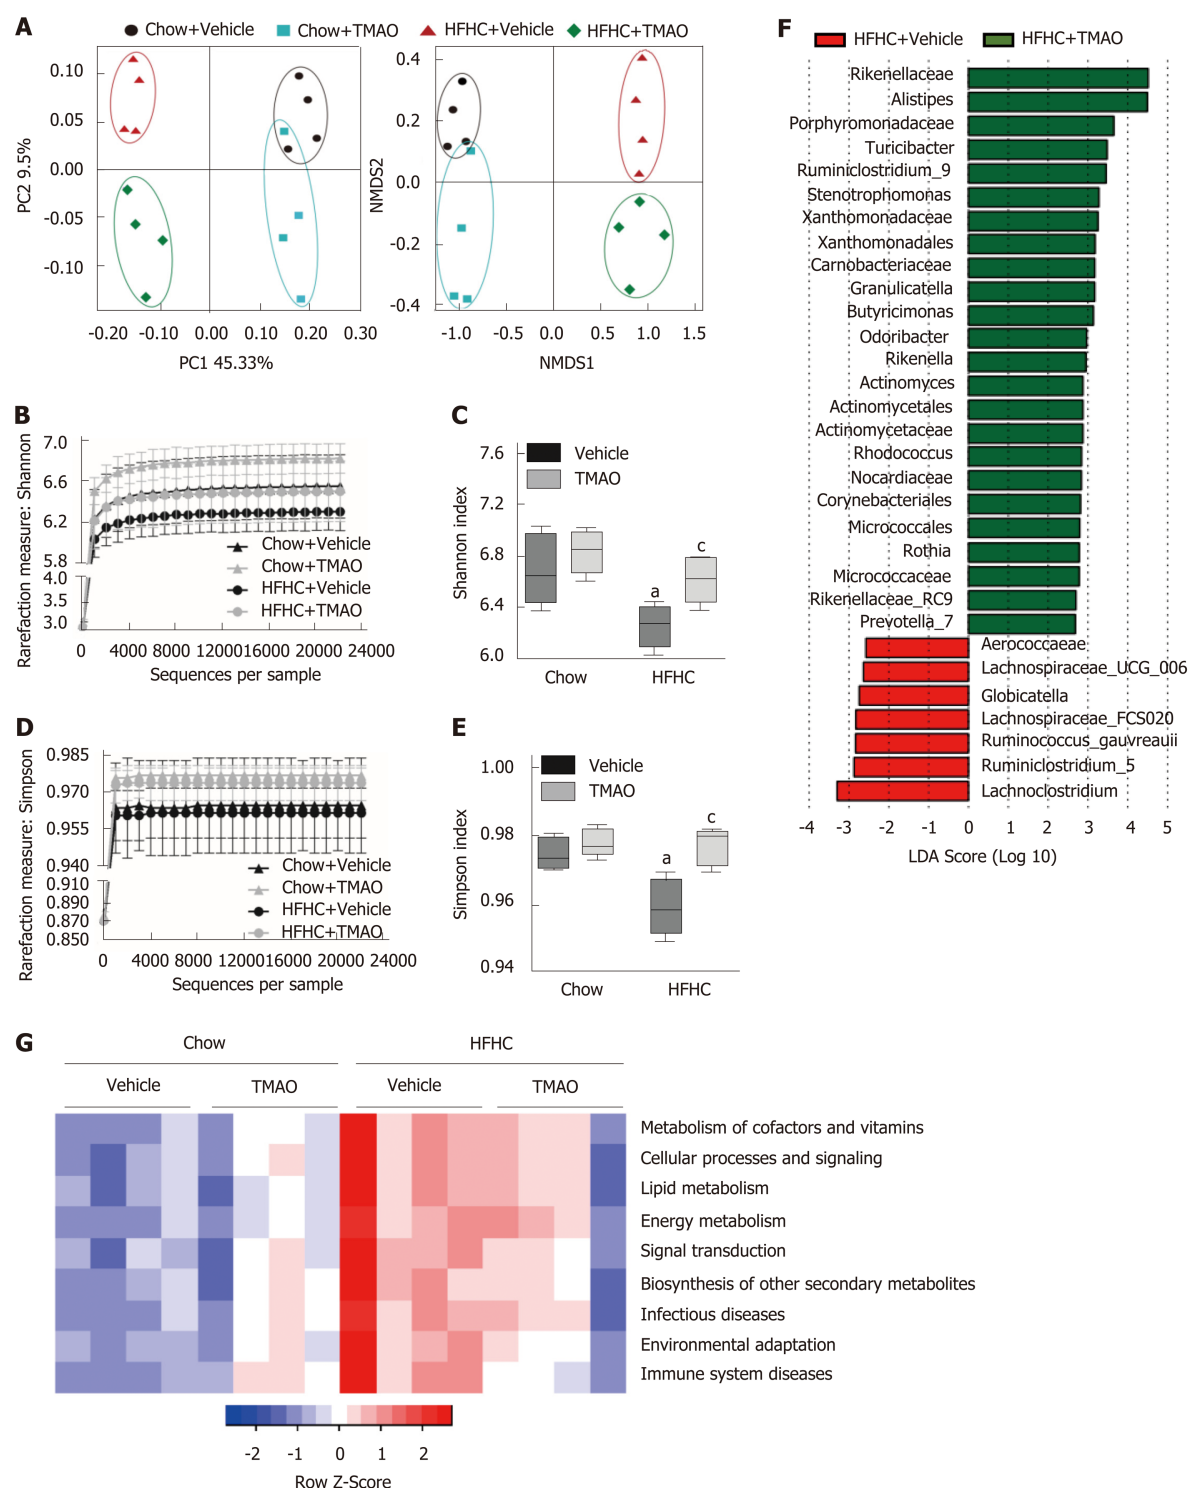 A
Chow+Vehicle Chow+TMAO HFHC+Vehicle HFHC+TMAO
PC2 9.5%
0.10
0.05
0.00
-0.05
-0.10
-0.20 -0.10 0.00 0.10 0.20 0.30
PC1 45.33%
NMDS2
0.4
0.2
0.0
-0.2
-0.4
-1.0 -0.5 0.0 0.5 1.0 1.5
NMDS1
B
Rarefaction measure: Shannon
7.0
6.6
6.2
5.8
4.0
3.5
3.0
Chow+Vehicle
Chow+TMAO
HFHC+Vehicle
HFHC+TMAO
0 4000 8000 12000 16000 20000 24000
Sequences per sample
C
Shannon index
7.6
7.2
6.8
6.4
6.0
Vehicle
TMAO
a
c
Chow HFHC
D
Rarefaction measure: Simpson
0.985
0.970
0.955
0.940
0.910
0.890
0.870
0.850
Chow+Vehicle
Chow+TMAO
HFHC+Vehicle
HFHC+TMAO
0 4000 8000 12000 16000 20000 24000
Sequences per sample
E
Simpson index
1.00
0.98
0.96
0.94
Vehicle
TMAO
a
c
Chow HFHC
F
HFHC+Vehicle HFHC+TMAO
Rikenellaceae
Alistipes
Porphyromonadaceae
Turicibacter
Ruminiclostridium_9
Stenotrophomonas
Xanthomonadaceae
Xanthomonadales
Carnobacteriaceae
Granulicatella
Butyricimonas
Odoribacter
Rikenella
Actinomyces
Actinomycetales
Actinomycetaceae
Rhodococcus
Nocardiaceae
Corynebacteriales
Micrococcales
Rothia
Micrococcaceae
Rikenellaceae_RC9
Prevotella_7
Aerococcaeae
Lachnospiraceae_UCG_006
Globicatella
Lachnospiraceae_FCS020
Ruminococcus_gauvreauii
Ruminiclostridium_5
Lachnoclostridium
-4 -3 -2 -1 0 1 2 3 4 5
LDA Score (Log 10)
G
Chow HFHC
Vehicle TMAO Vehicle TMAO
Metabolism of cofactors and vitamins
Cellular processes and signaling
Lipid metabolism
Energy metabolism
Signal transduction
Biosynthesis of other secondary metabolites
Infectious diseases
Environmental adaptation
Immune system diseases
-2 -1 0 1 2
Row Z-Score